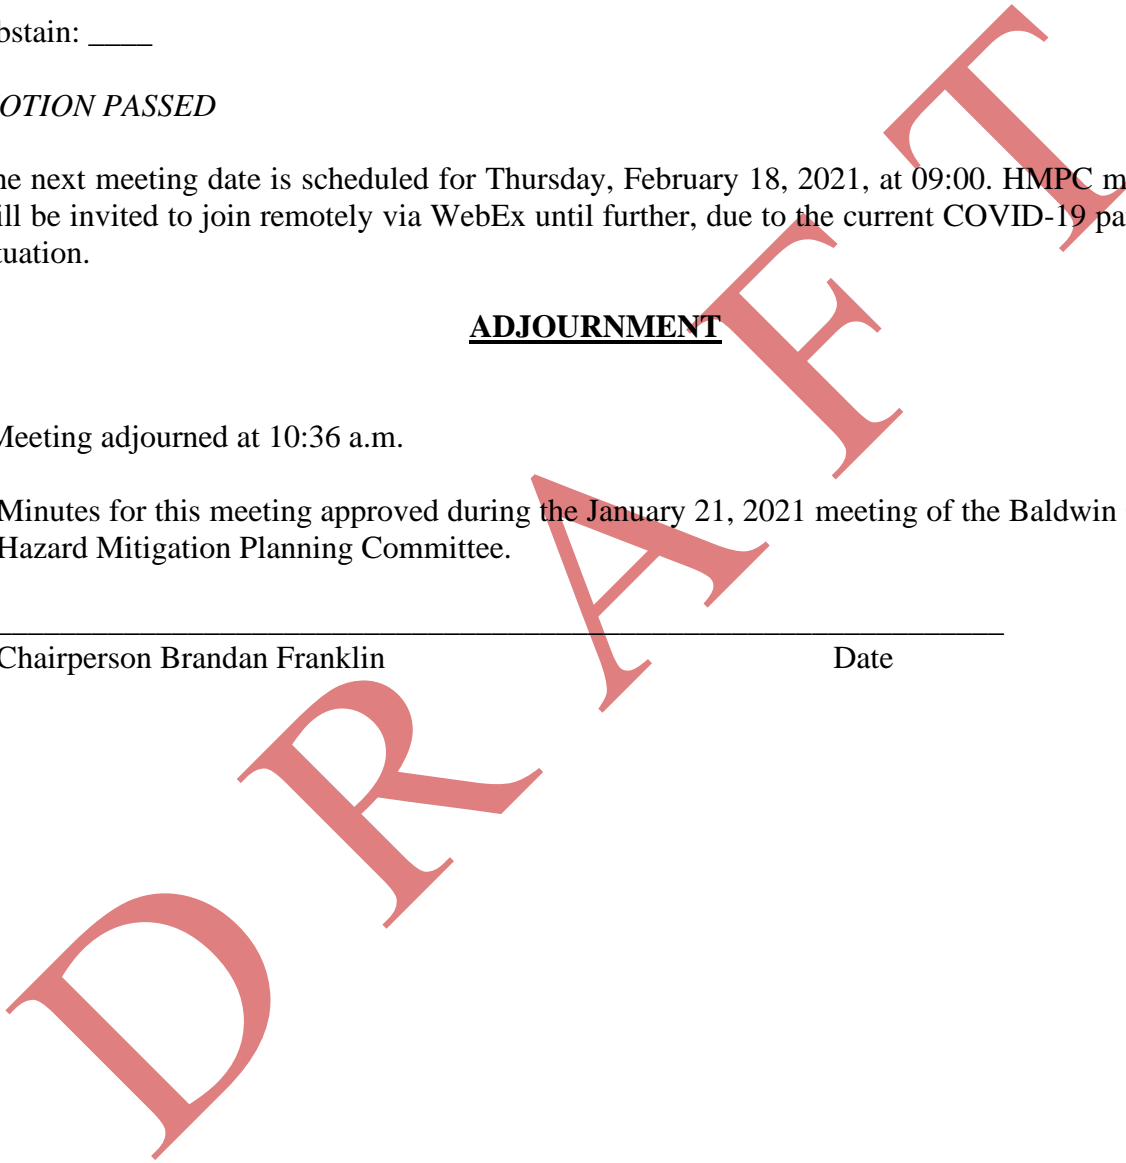 bstain: ____
OTION PASSED
he next meeting date is scheduled for Thursday, February 18, 2021, at 09:00. HMPC m
ill be invited to join remotely via WebEx until further, due to the current COVID-19 pa
tuation.
ADJOURNMENT
Meeting adjourned at 10:36 a.m.
Minutes for this meeting approved during the January 21, 2021 meeting of the Baldwin
Hazard Mitigation Planning Committee.
Chairperson Brandan Franklin Date
DRAFT